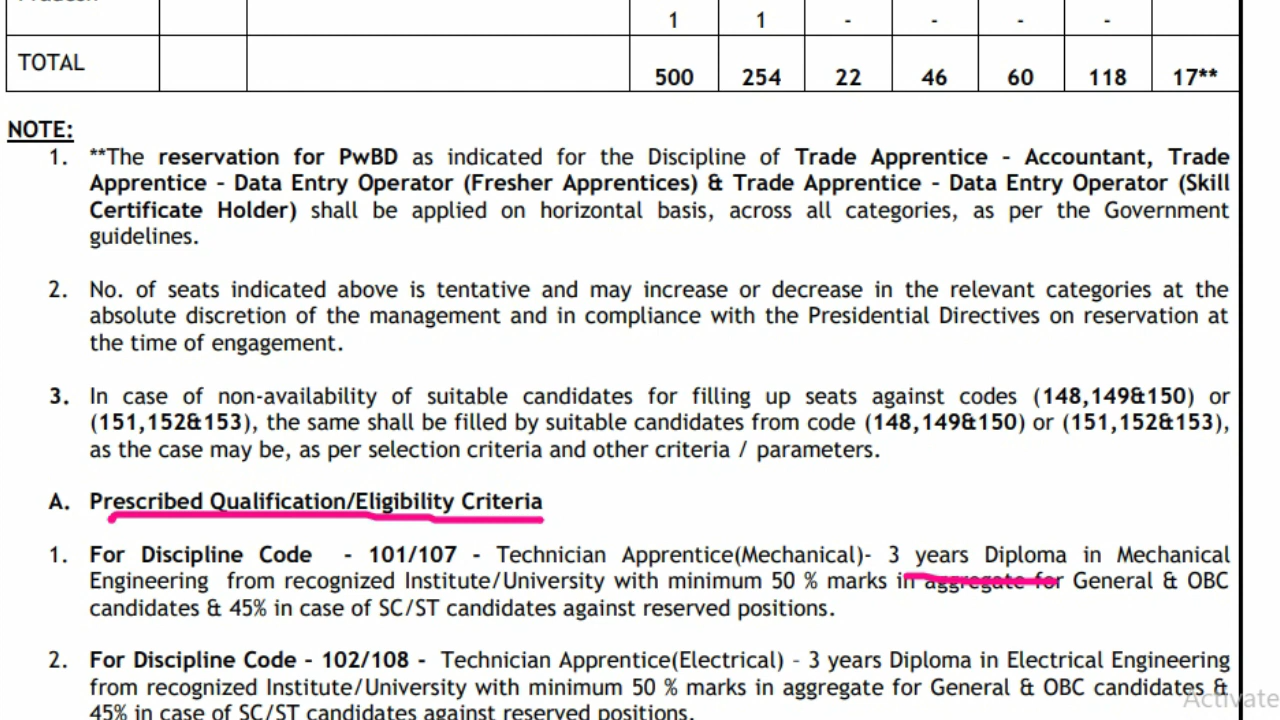 1 1 - - - -
TOTAL 500 254 22 46 60 118 17**
NOTE:
1. **The reservation for PwBD as indicated for the Discipline of Trade Apprentice - Accountant, Trade
Apprentice - Data Entry Operator (Fresher Apprentices) & Trade Apprentice - Data Entry Operator (Skill
Certificate Holder) shall be applied on horizontal basis, across all categories, as per the Government
guidelines.
2. No. of seats indicated above is tentative and may increase or decrease in the relevant categories at the
absolute discretion of the management and in compliance with the Presidential Directives on reservation at
the time of engagement.
3. In case of non-availability of suitable candidates for filling up seats against codes (148,149&150) or
(151,152&153), the same shall be filled by suitable candidates from code (148,149&150) or (151,152&153),
as the case may be, as per selection criteria and other criteria / parameters.
A. Prescribed Qualification/Eligibility Criteria
1. For Discipline Code - 101/107 - Technician Apprentice(Mechanical)- 3 years Diploma in Mechanical
Engineering from recognized Institute/University with minimum 50 % marks in aggregate for General & OBC
candidates & 45% in case of SC/ST candidates against reserved positions.
2. For Discipline Code - 102/108 - Technician Apprentice(Electrical) - 3 years Diploma in Electrical Engineering
from recognized Institute/University with minimum 50 % marks in aggregate for General & OBC candidates &
45% in case of SC/ST candidates against reserved positions.
Activate